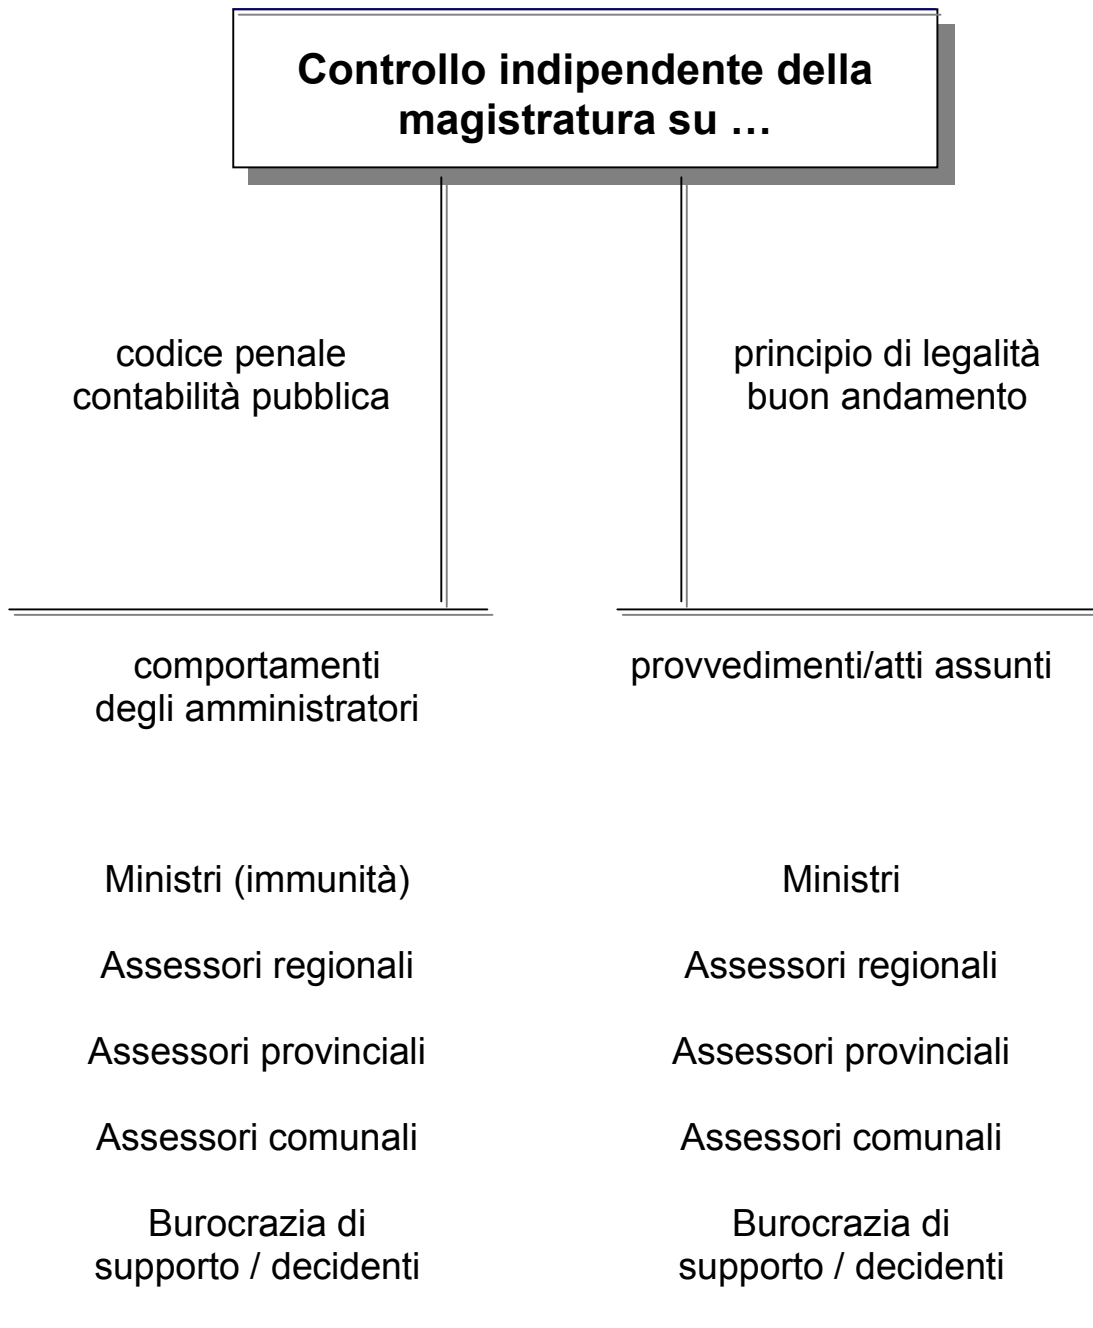 Controllo indipendente della
magistratura su …
codice penale
contabilità pubblica
principio di legalità
buon andamento
comportamenti
degli amministratori
provvedimenti/atti assunti
Ministri (immunità)
Ministri
Assessori regionali
Assessori regionali
Assessori provinciali
Assessori provinciali
Assessori comunali
Assessori comunali
Burocrazia di
supporto / decidenti
Burocrazia di
supporto / decidenti